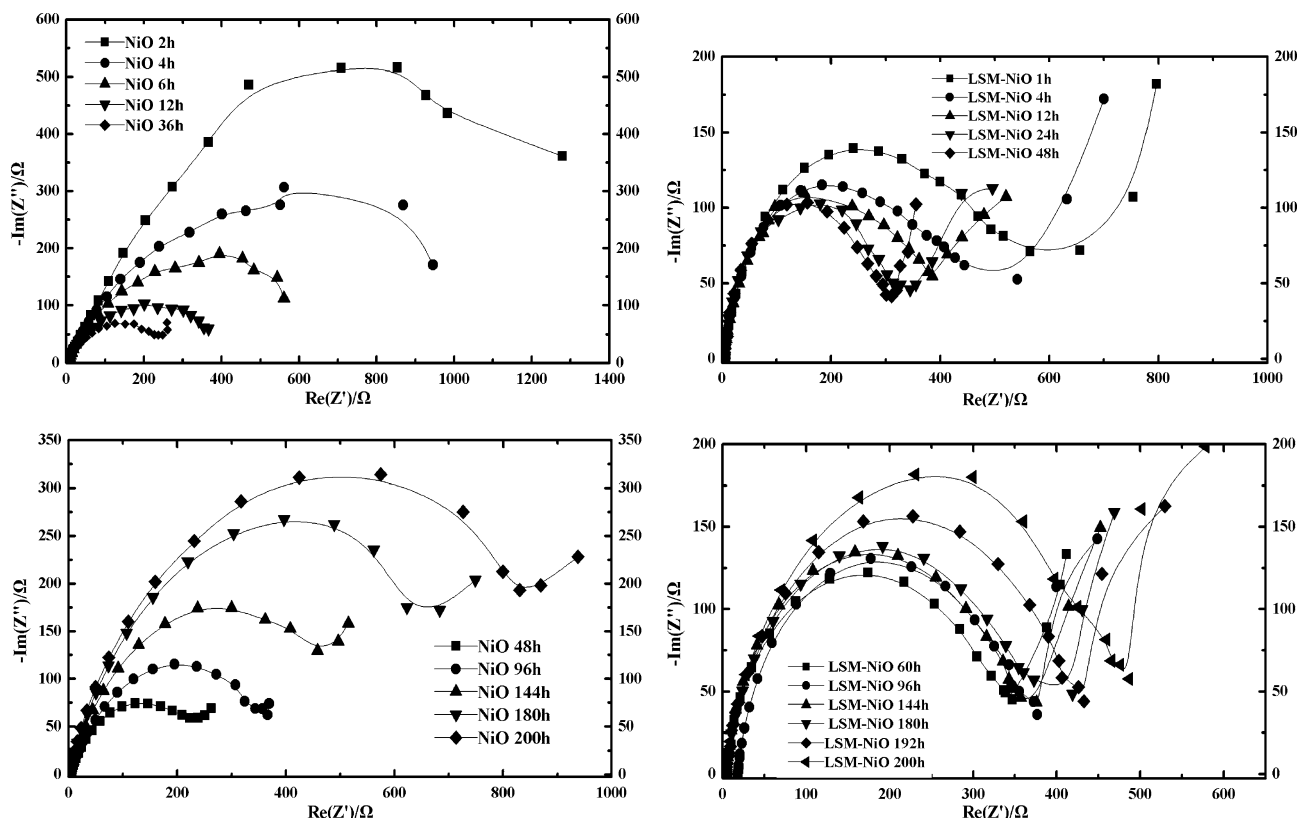 600
500
400
300
200
100
0
-Im(Z'')/Ω
NiO 2h
NiO 4h
NiO 6h
NiO 12h
NiO 36h
600
500
400
300
200
100
0
0 200 400 600 800 1000 1200 1400
Re(Z')/Ω
200
150
100
50
0
-Im(Z'')/Ω
LSM-NiO 1h
LSM-NiO 4h
LSM-NiO 12h
LSM-NiO 24h
LSM-NiO 48h
200
150
100
50
0
0 200 400 600 800 1000
Re(Z')/Ω
350
300
250
200
150
100
50
0
-Im(Z'')/Ω
NiO 48h
NiO 96h
NiO 144h
NiO 180h
NiO 200h
350
300
250
200
150
100
50
0
0 200 400 600 800 1000
Re(Z')/Ω
200
150
100
50
0
-Im(Z'')/Ω
LSM-NiO 60h
LSM-NiO 96h
LSM-NiO 144h
LSM-NiO 180h
LSM-NiO 192h
LSM-NiO 200h
200
150
100
50
0
0 100 200 300 400 500 600
Re(Z')/Ω